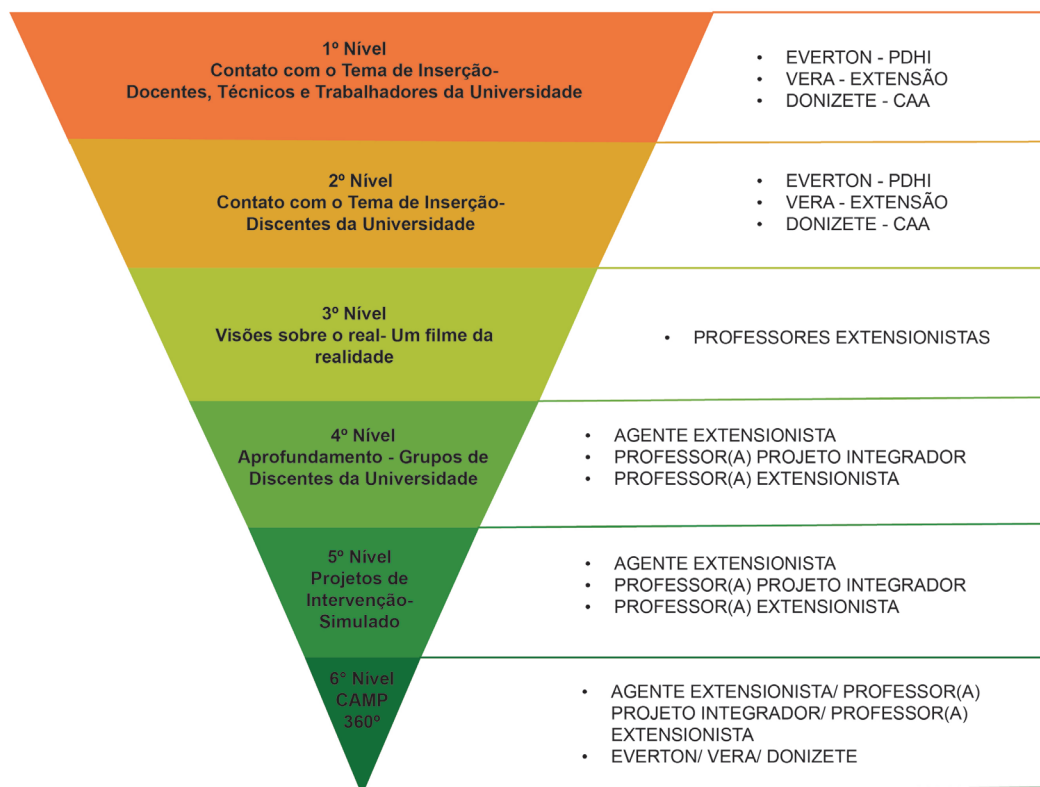 1º Nível
Contato com o Tema de Inserção-
Docentes, Técnicos e Trabalhadores da Universidade
• EVERTON - PDHI
• VERA - EXTENSÃO
• DONIZETE - CAA
2º Nível
Contato com o Tema de Inserção-
Discentes da Universidade
• EVERTON - PDHI
• VERA - EXTENSÃO
• DONIZETE - CAA
3º Nível
Visões sobre o real- Um filme da
realidade
• PROFESSORES EXTENSIONISTAS
4º Nível
Aprofundamento - Grupos de
Discentes da Universidade
• AGENTE EXTENSIONISTA
• PROFESSOR(A) PROJETO INTEGRADOR
• PROFESSOR(A) EXTENSIONISTA
5º Nível
Projetos de
Intervenção-
Simulado
• AGENTE EXTENSIONISTA
• PROFESSOR(A) PROJETO INTEGRADOR
• PROFESSOR(A) EXTENSIONISTA
6° Nível
CAMP
360º
• AGENTE EXTENSIONISTA/ PROFESSOR(A)
PROJETO INTEGRADOR/ PROFESSOR(A)
EXTENSIONISTA
• EVERTON/ VERA/ DONIZETE